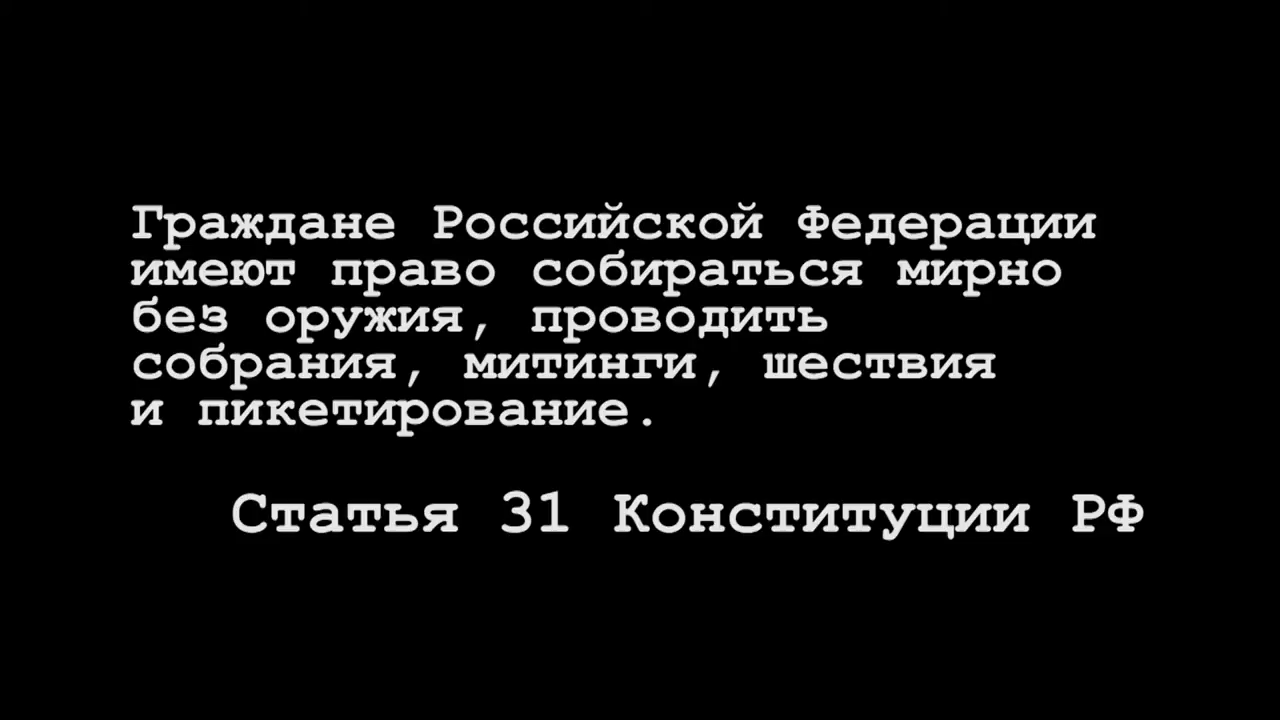 Граждане Российской Федерации
имеют право собираться мирно
без оружия, проводить
собрания, митинги, шествия
и пикетирование.
Статья 31 Конституции РФ